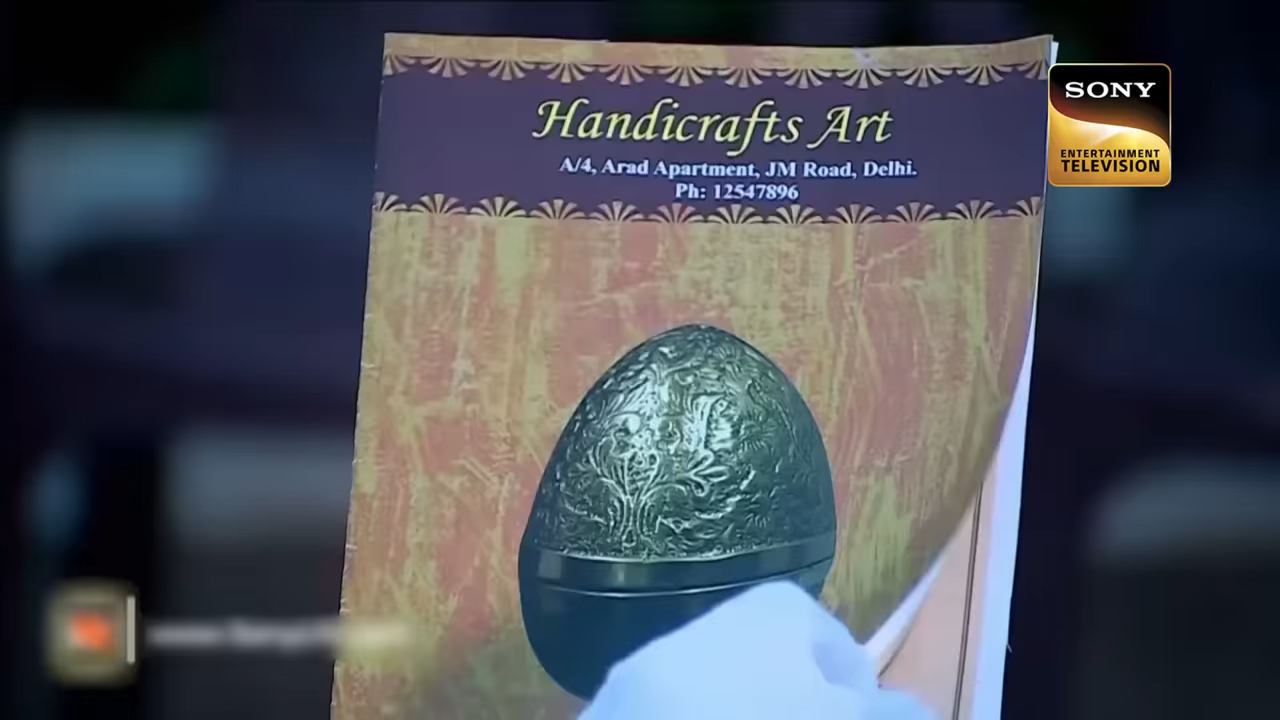 Handicrafts Art
A/4, Arad Apartment, JM Road, Delhi.
Ph: 12547896
SONY
ENTERTAINMENT
TELEVISION